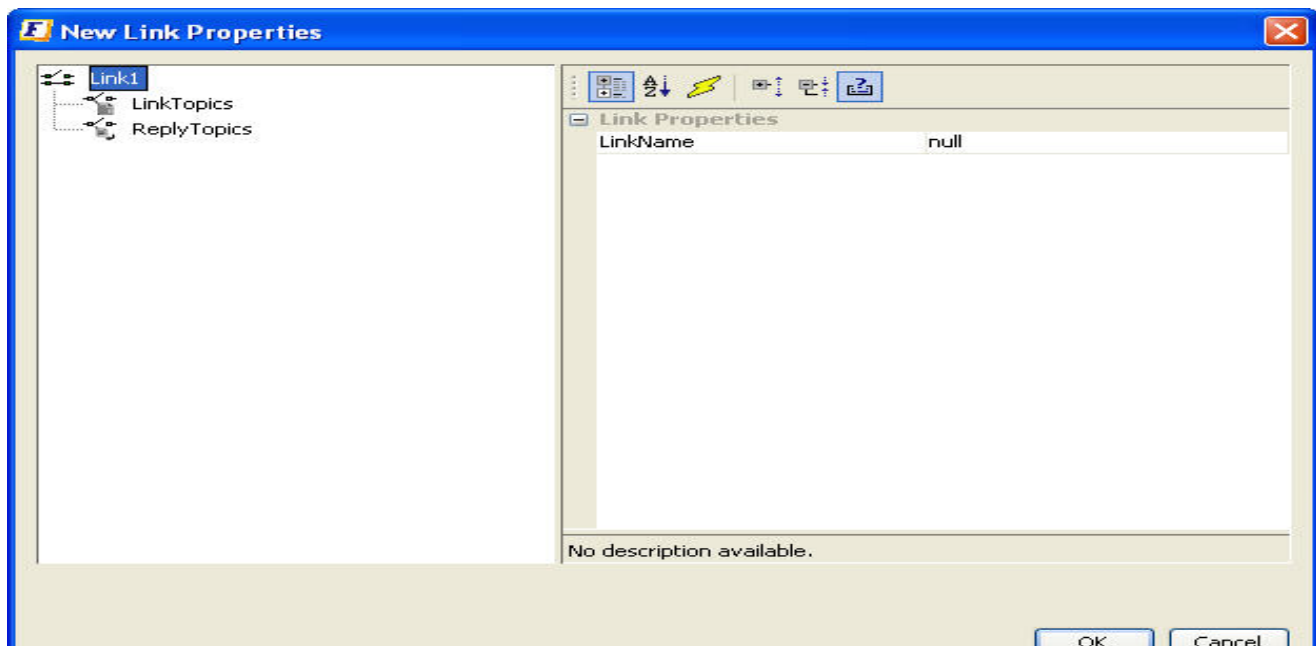 New Link Properties
Link1
LinkTopics
ReplyTopics
Link Properties
LinkName null
No description available.
OK Cancel